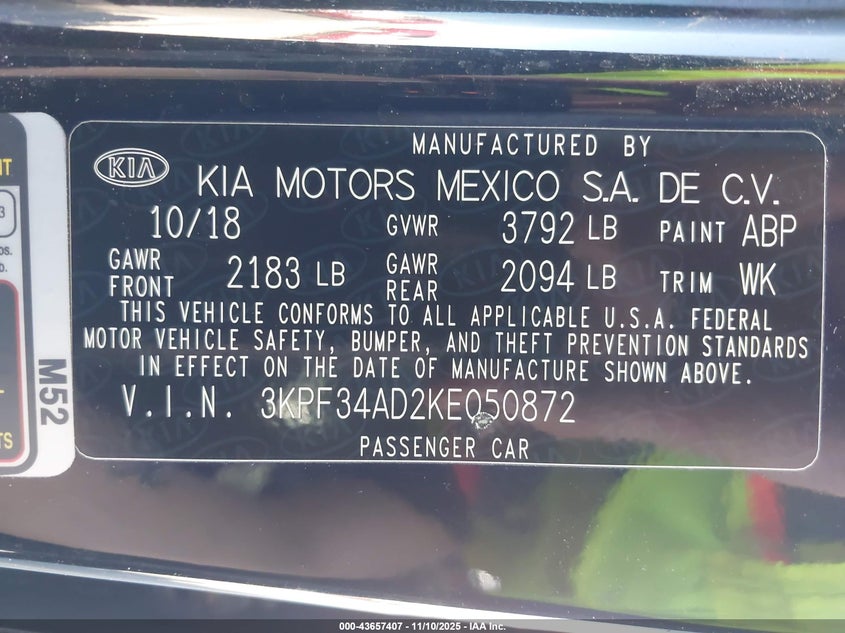 MANUFACTURED BY
KIA KIA MOTORS MEXICO S.A. DE C.V.
10/18 GVWR 3792 LB PAINT ABP
GAWR FRONT 2183 LB GAWR REAR 2094 LB TRIM WK
THIS VEHICLE CONFORMS TO ALL APPLICABLE U.S.A. FEDERAL
MOTOR VEHICLE SAFETY, BUMPER, AND THEFT PREVENTION STANDARDS
IN EFFECT ON THE DATE OF MANUFACTURE SHOWN ABOVE.
V.I.N. 3KPF34AD2KE050872
PASSENGER CAR
M52
000-43657407 - 11/10/2025 - IAA Inc.